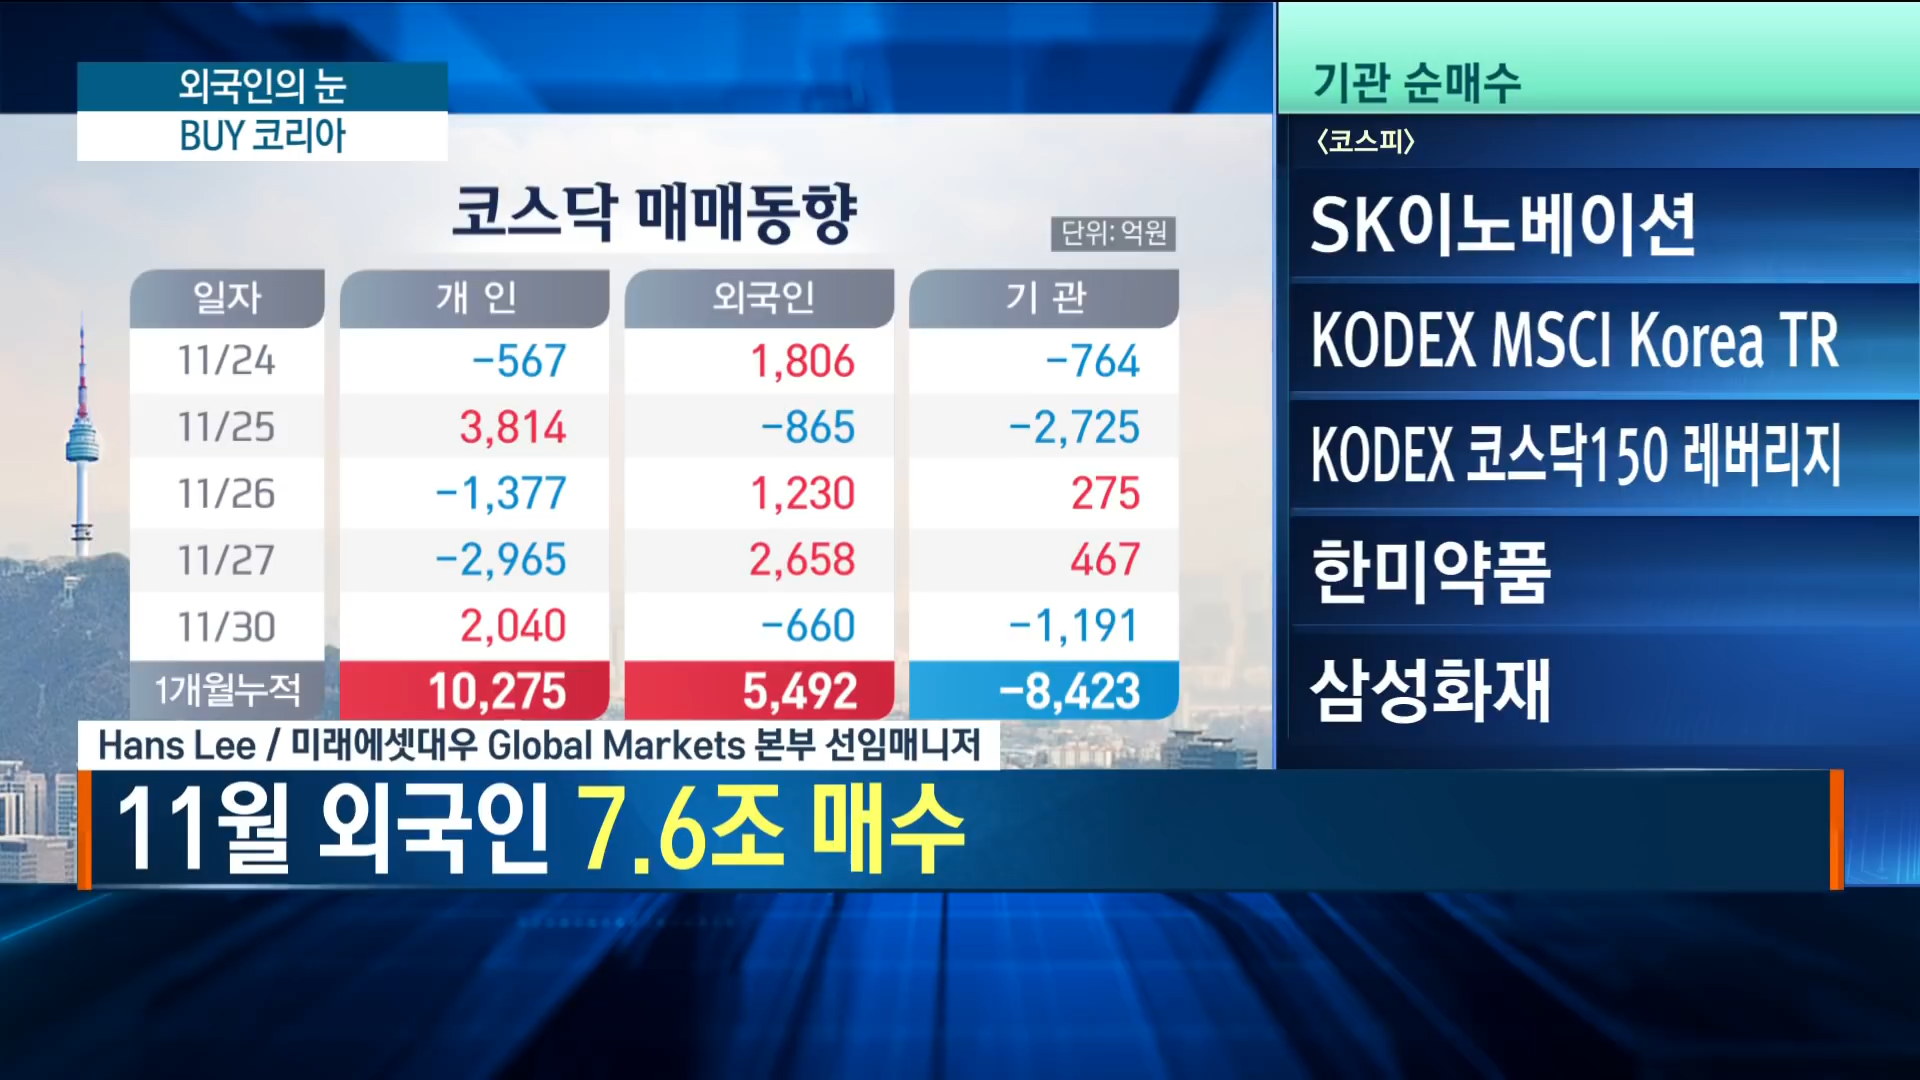 외국인의 눈
BUY 코리아
코스닥 매매동향
단위: 억원
일자 개 인 외국인 기 관
11/24 -567 1,806 -764
11/25 3,814 -865 -2,725
11/26 -1,377 1,230 275
11/27 -2,965 2,658 467
11/30 2,040 -660 -1,191
1개월누적 10,275 5,492 -8,423
Hans Lee / 미래에셋대우 Global Markets 본부 선임매니저
11월 외국인 7.6조 매수
기관 순매수
〈코스피〉
SK이노베이션
KODEX MSCI Korea TR
KODEX 코스닥150 레버리지
한미약품
삼성화재